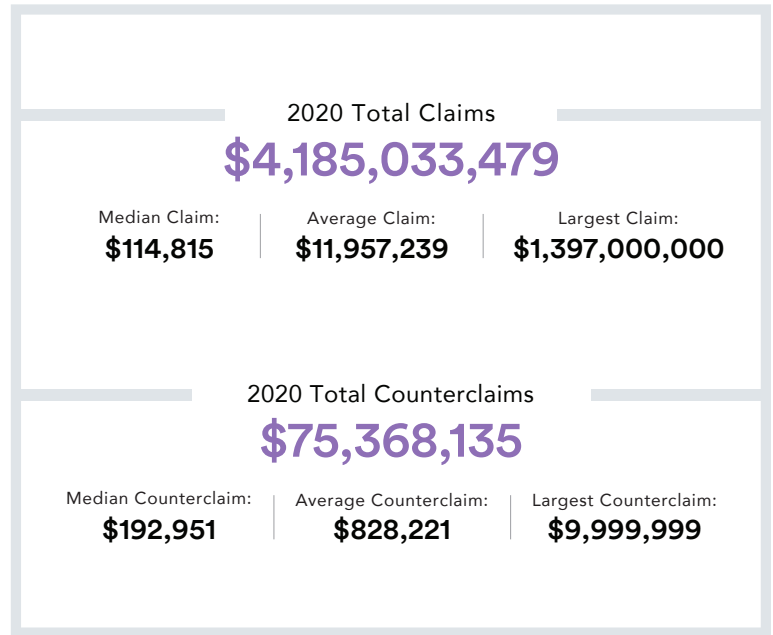 2020 Total Claims
$4,185,033,479
Median Claim:
$114,815
Average Claim:
$11,957,239
Largest Claim:
$1,397,000,000
2020 Total Counterclaims
$75,368,135
Median Counterclaim:
$192,951
Average Counterclaim:
$828,221
Largest Counterclaim:
$9,999,999